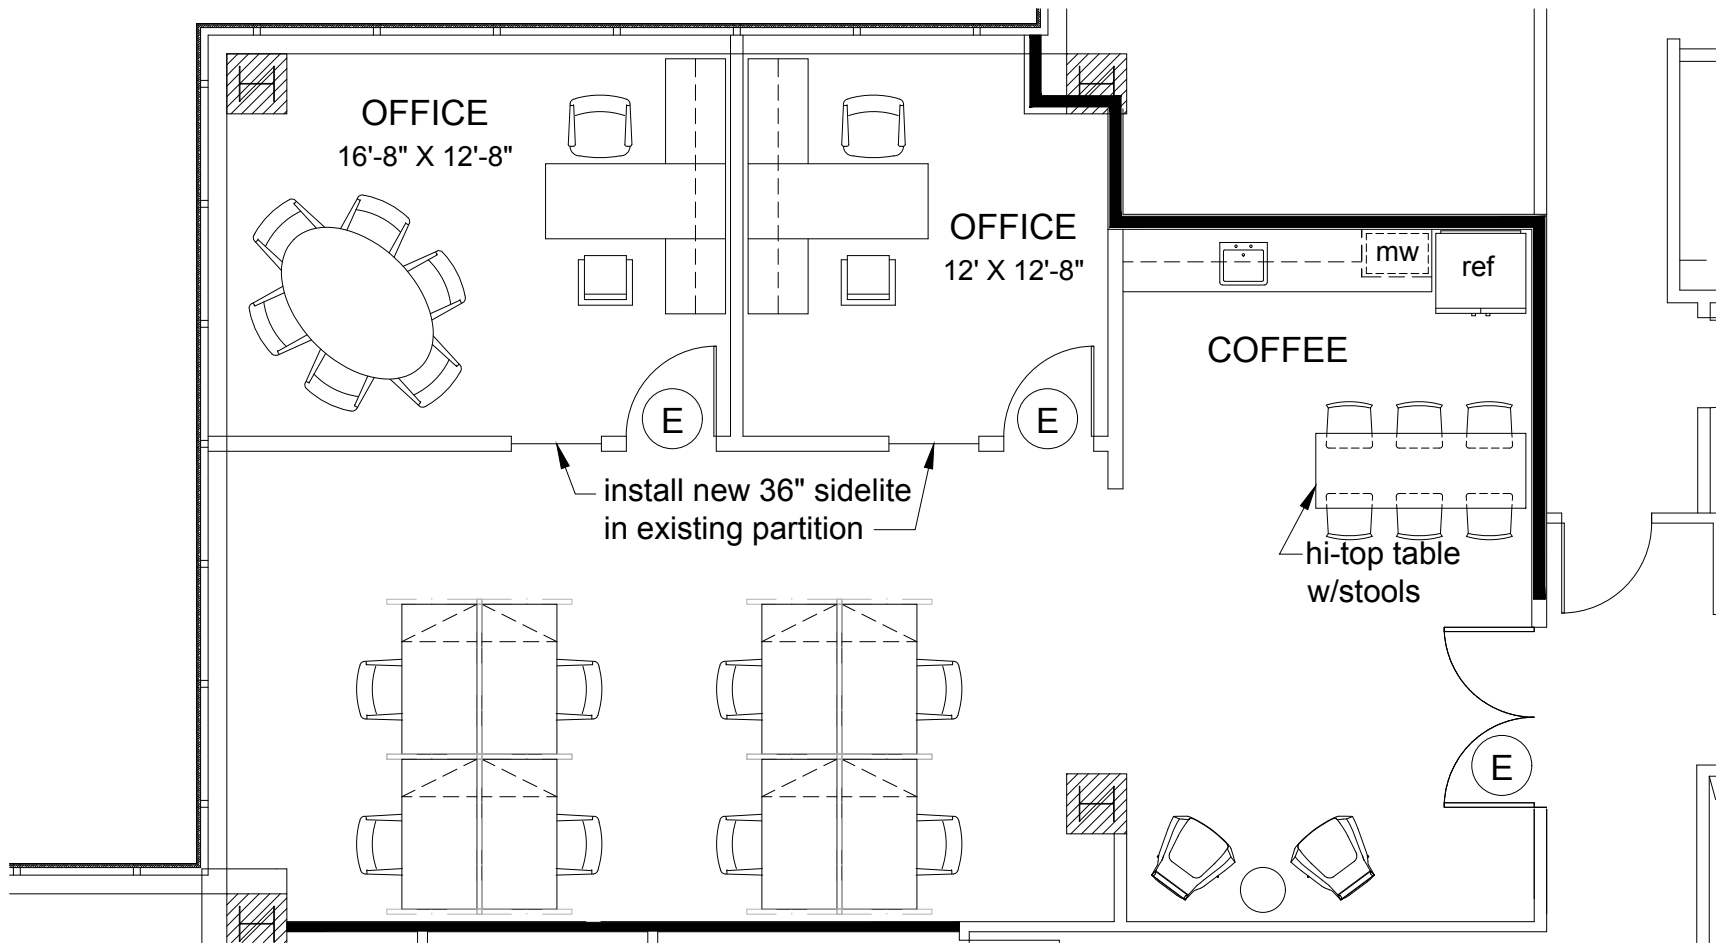 OFFICE
16'-8" X 12'-8"
OFFICE
12' X 12'-8"
mw
ref
COFFEE
E
E
install new 36" sidelite
in existing partition
hi-top table
w/stools
E